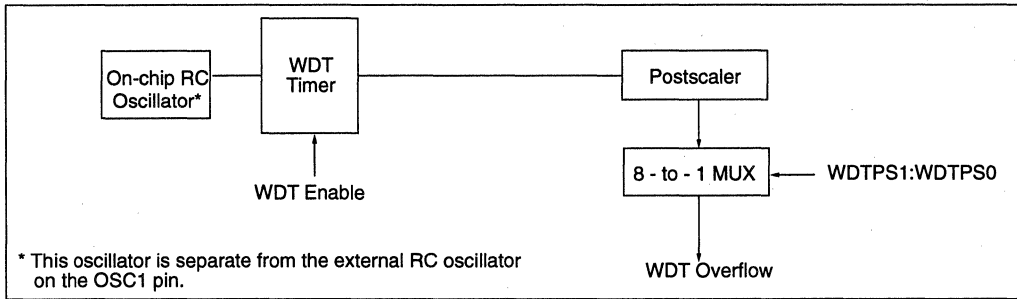 On-chip RC
Oscillator*
WDT
Timer
Postscaler
WDT Enable
8 - to - 1 MUX
WDTPS1:WDTPS0
* This oscillator is separate from the external RC oscillator
on the OSC1 pin.
WDT Overflow